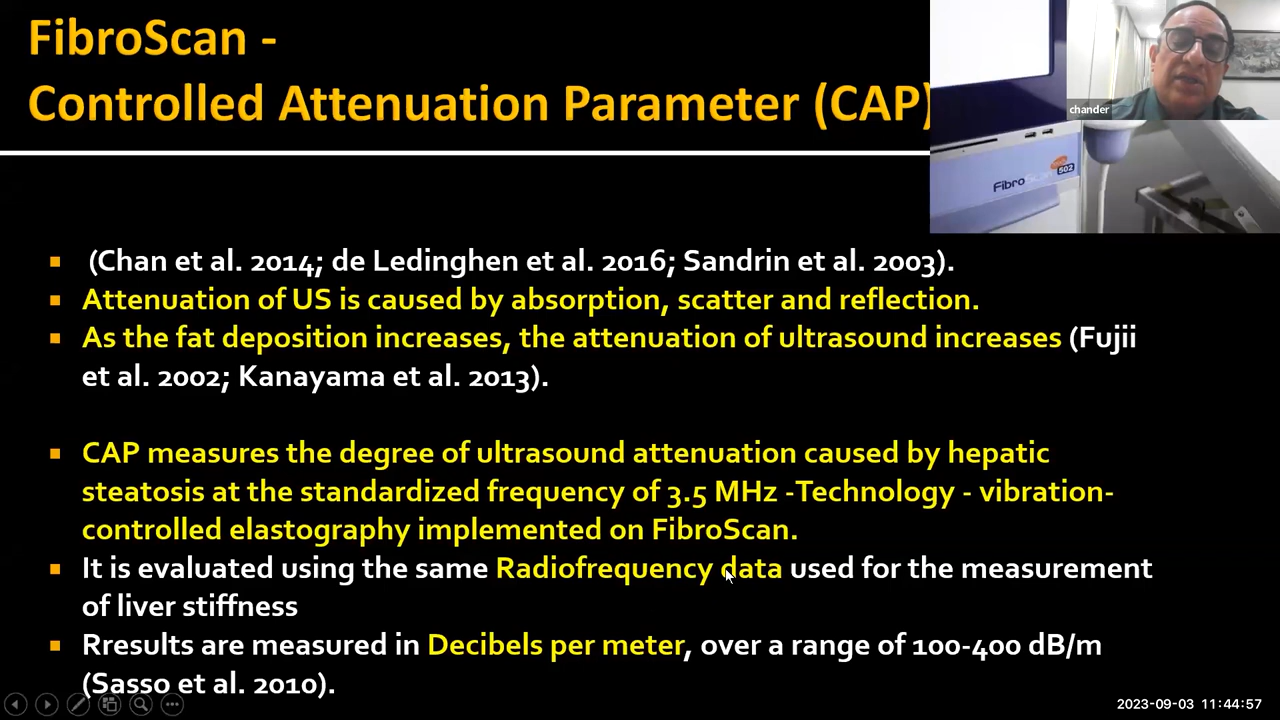 FibroScan -
Controlled Attenuation Parameter (CAP)
chander
FibroScan
502
(Chan et al. 2014; de Ledinghen et al. 2016; Sandrin et al. 2003).
Attenuation of US is caused by absorption, scatter and reflection.
As the fat deposition increases, the attenuation of ultrasound increases (Fujii
et al. 2002; Kanayama et al. 2013).
CAP measures the degree of ultrasound attenuation caused by hepatic
steatosis at the standardized frequency of 3.5 MHz -Technology - vibration-
controlled elastography implemented on FibroScan.
It is evaluated using the same Radiofrequency data used for the measurement
of liver stiffness
Rresults are measured in Decibels per meter, over a range of 100-400 dB/m
(Sasso et al. 2010).
2023-09-03 11:44:57